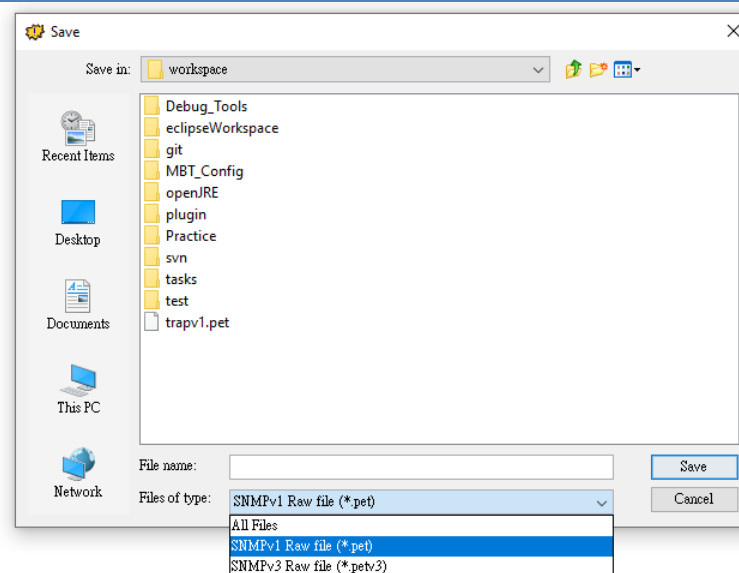 Save
Save in: workspace
Recent Items
Desktop
Documents
This PC
Network
Debug_Tools
eclipseWorkspace
git
MBT_Config
openJRE
plugin
Practice
svn
tasks
test
trapv1.pet
File name:
Save
Files of type: SNMPv1 Raw file (*.pet)
Cancel
All Files
SNMPv1 Raw file (*.pet)
SNMPv3 Raw file (*.petv3)